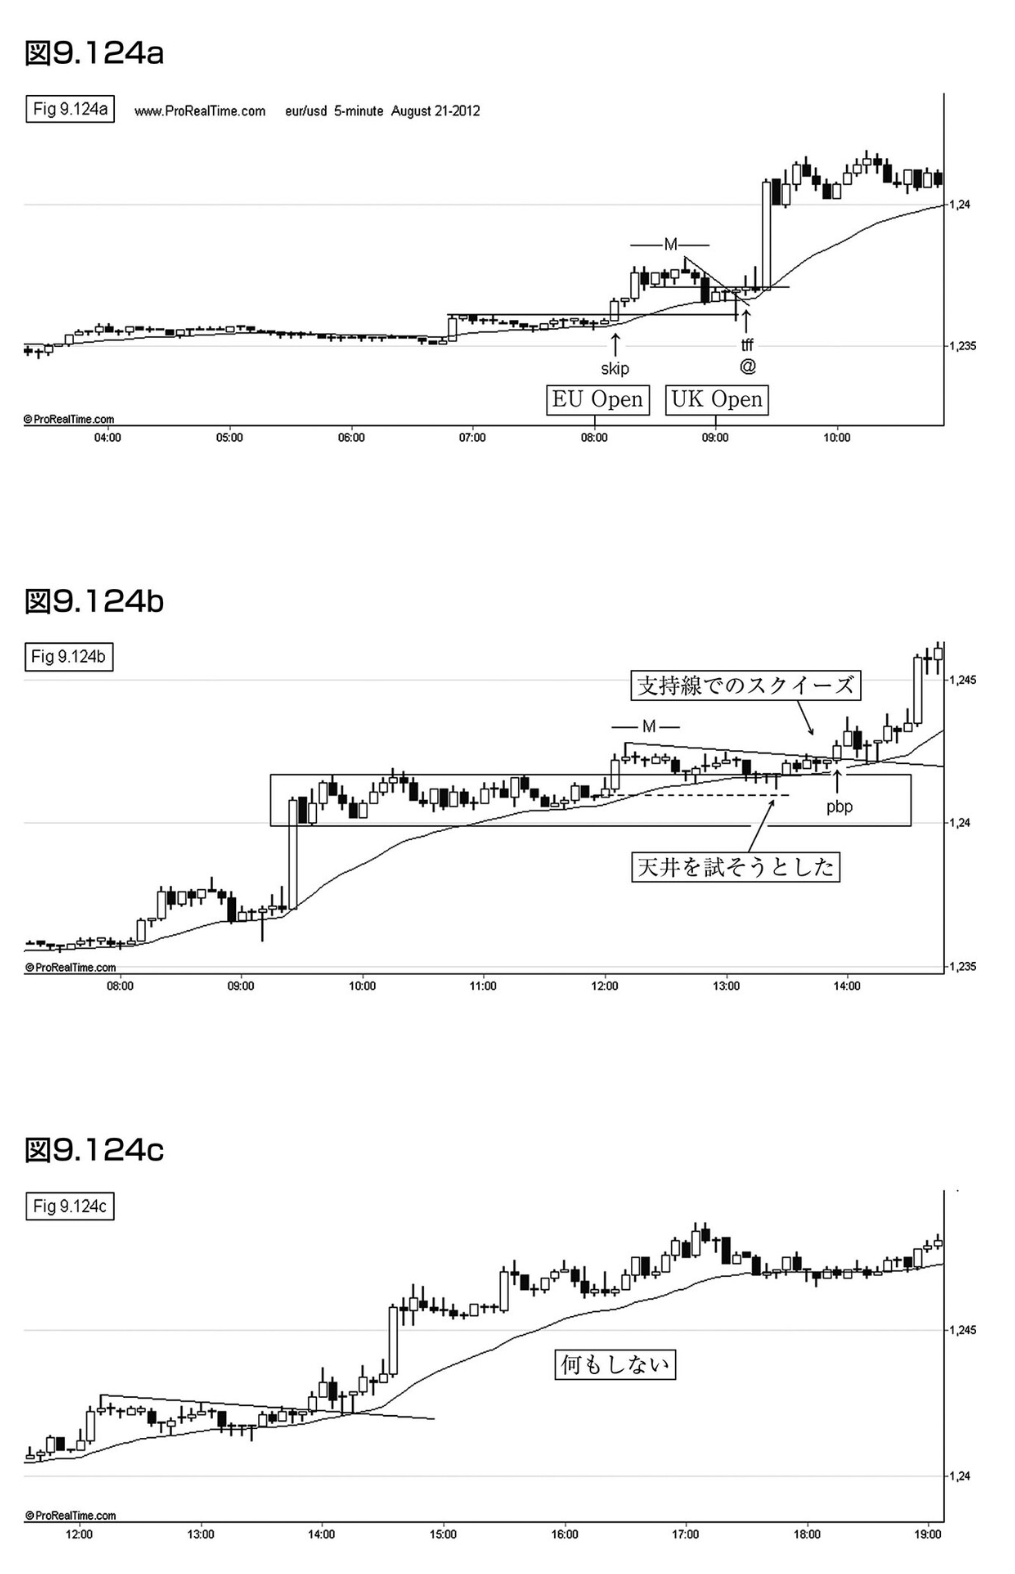 図9.124a
Fig 9.124a www.ProRealTime.com eur/usd 5-minute August 21-2012
1,24
M
1,235
tff
skip
@
EU Open UK Open
©ProRealTime.com
04:00 05:00 06:00 07:00 08:00 09:00 10:00
図9.124b
Fig 9.124b
支持線でのスクイーズ
1,245
M
pbp
1,24
天井を試そうとした
©ProRealTime.com
1,235
08:00 09:00 10:00 11:00 12:00 13:00 14:00
図9.124c
Fig 9.124c
1,245
何もしない
1,24
©ProRealTime.com
12:00 13:00 14:00 15:00 16:00 17:00 18:00 19:00